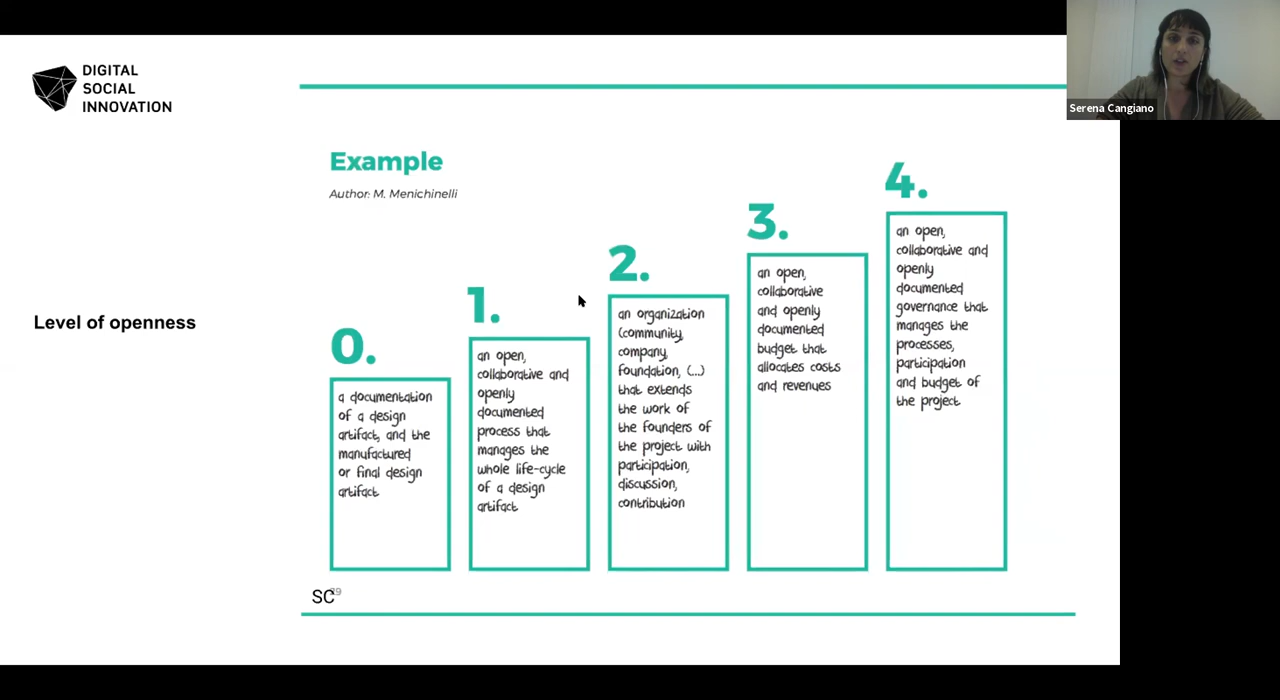 DIGITAL
SOCIAL
INNOVATION
Serena Cangiano
Example
Author: M. Menichinelli
Level of openness
0.
a documentation
of a design
artifact, and the
manufactured
or final design
artifact
1.
an open,
collaborative and
openly
documented
process that
manages the
whole life-cycle
of a design
artifact
2.
an organization
(community,
company,
foundation, (...)
that extends
the work of
the founders of
the project with
participation,
discussion,
contribution
3.
an open,
collaborative
and openly
documented
budget that
allocates costs
and revenues
4.
an open,
collaborative and
openly
documented
governance that
manages the
processes,
participation
and budget of
the project
SC